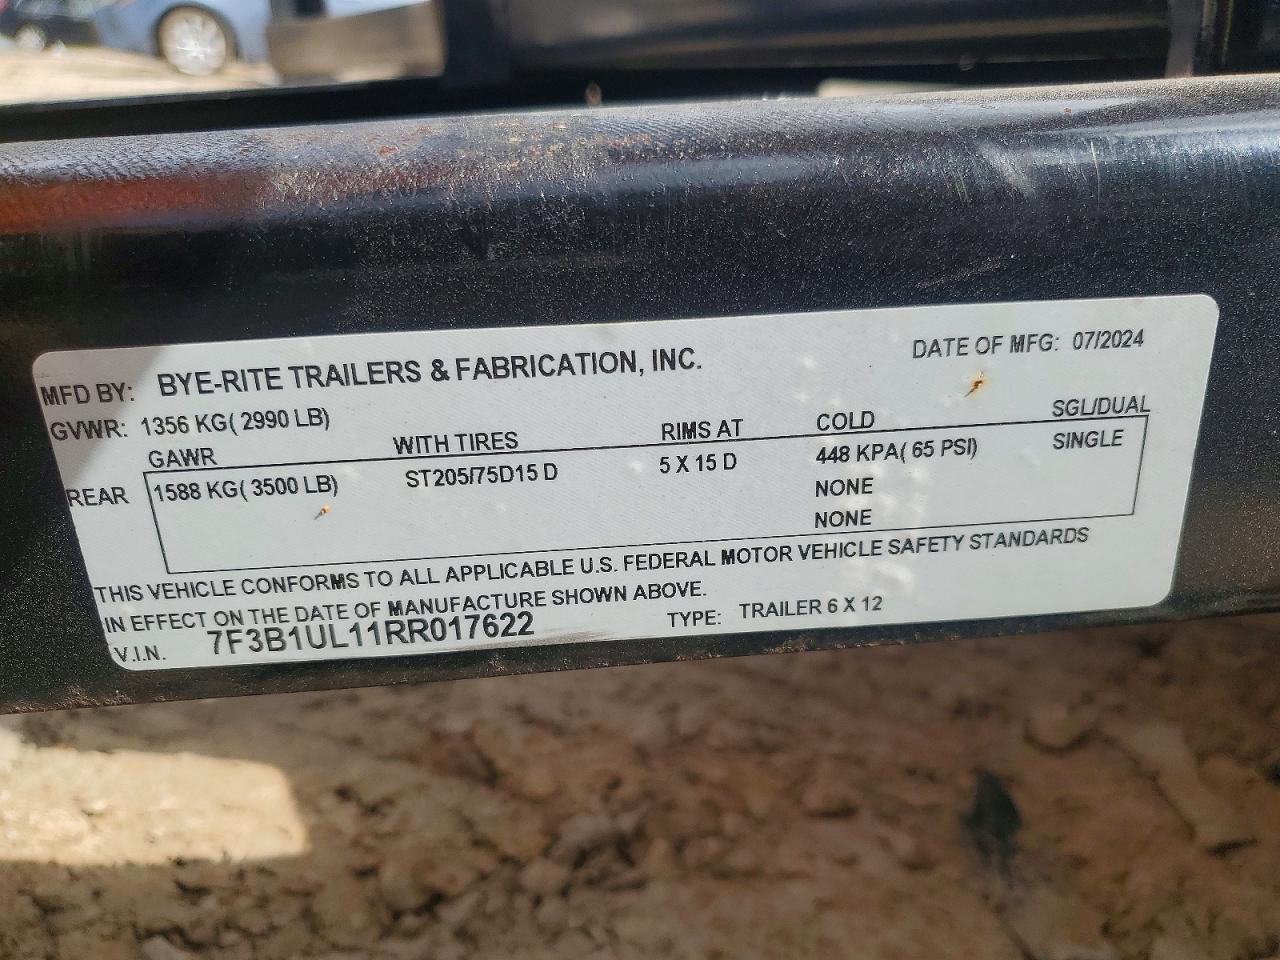 MFD BY: BYE-RITE TRAILERS & FABRICATION, INC. DATE OF MFG: 07/2024
GVWR: 1356 KG( 2990 LB)
GAWR WITH TIRES RIMS AT COLD SGL/DUAL
REAR 1588 KG( 3500 LB) ST205/75D15 D 5 X 15 D 448 KPA( 65 PSI) SINGLE
NONE
NONE
THIS VEHICLE CONFORMS TO ALL APPLICABLE U.S. FEDERAL MOTOR VEHICLE SAFETY STANDARDS
IN EFFECT ON THE DATE OF MANUFACTURE SHOWN ABOVE.
V.I.N. 7F3B1UL11RR017622 TYPE: TRAILER 6 X 12